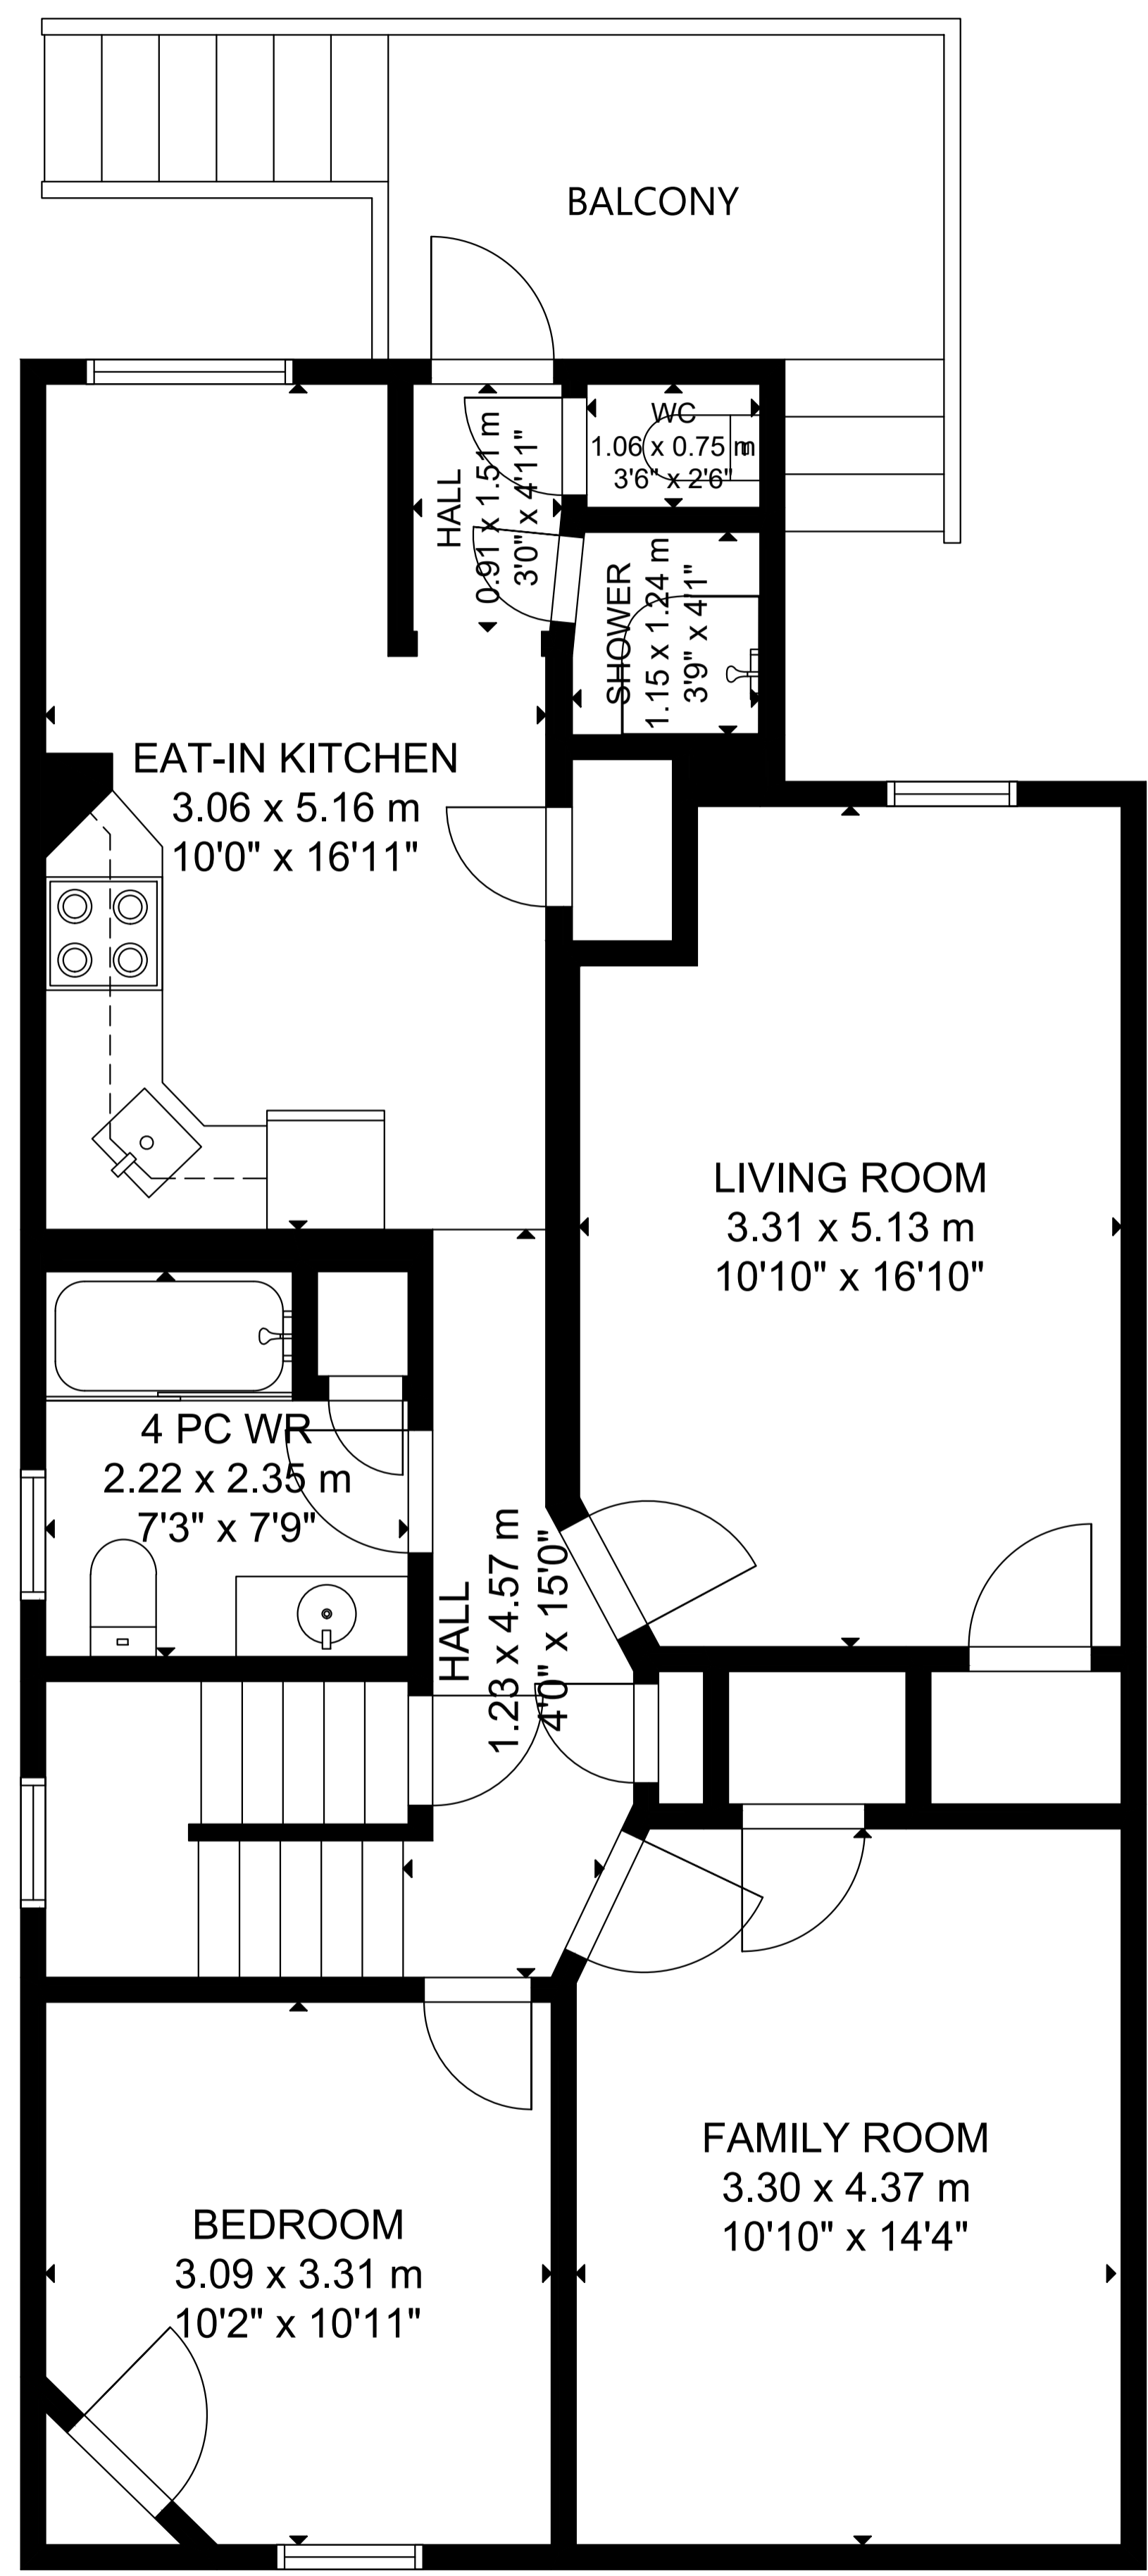 BALCONY
WC
1.06 x 0.75 m
3'6" x 2'6"
HALL
0.91 x 1.51 m
3'0" x 4'11"
SHOWER
1.15 x 1.24 m
3'9" x 4'1"
EAT-IN KITCHEN
3.06 x 5.16 m
10'0" x 16'11"
LIVING ROOM
3.31 x 5.13 m
10'10" x 16'10"
4 PC WR
2.22 x 2.35 m
7'3" x 7'9"
HALL
1.23 x 4.57 m
4'0" x 15'0"
FAMILY ROOM
3.30 x 4.37 m
10'10" x 14'4"
BEDROOM
3.09 x 3.31 m
10'2" x 10'11"